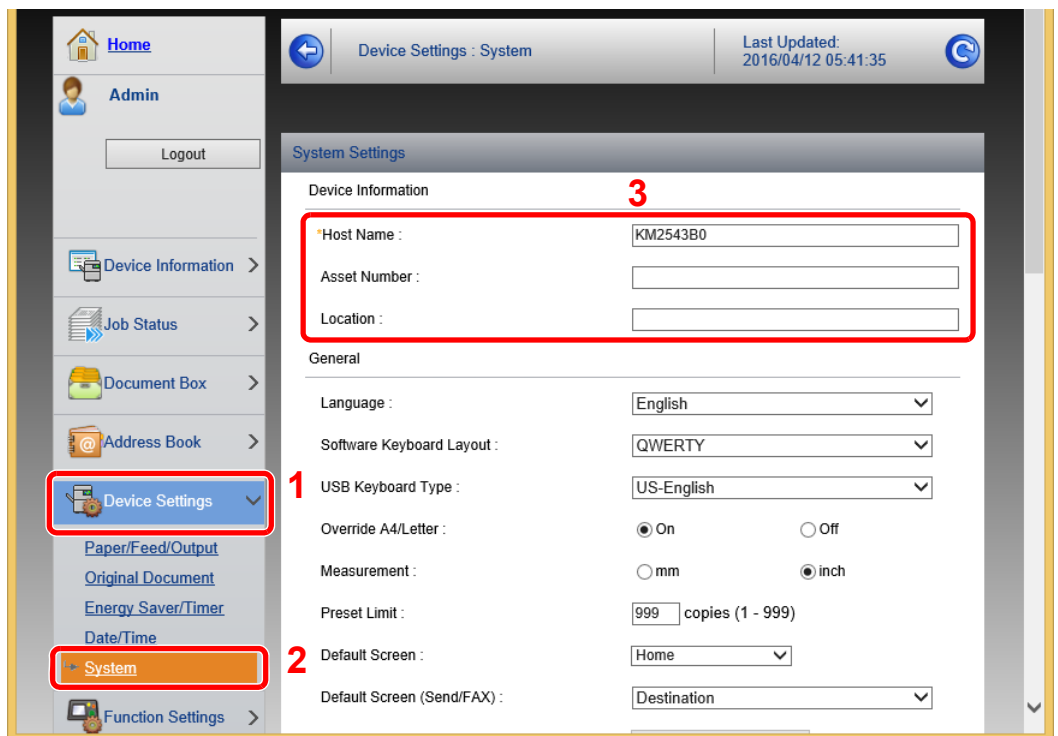 Home
Admin
Logout
Device Information
Job Status
Document Box
Address Book
1
Device Settings
Paper/Feed/Output
Original Document
Energy Saver/Timer
Date/Time
2
System
Function Settings
Device Settings : System
Last Updated:
2016/04/12 05:41:35
System Settings
Device Information
3
*Host Name : KM2543B0
Asset Number :
Location :
General
Language : English
Software Keyboard Layout : QWERTY
USB Keyboard Type : US-English
Override A4/Letter : On Off
Measurement : mm inch
Preset Limit : 999 copies (1 - 999)
Default Screen : Home
Default Screen (Send/FAX) : Destination